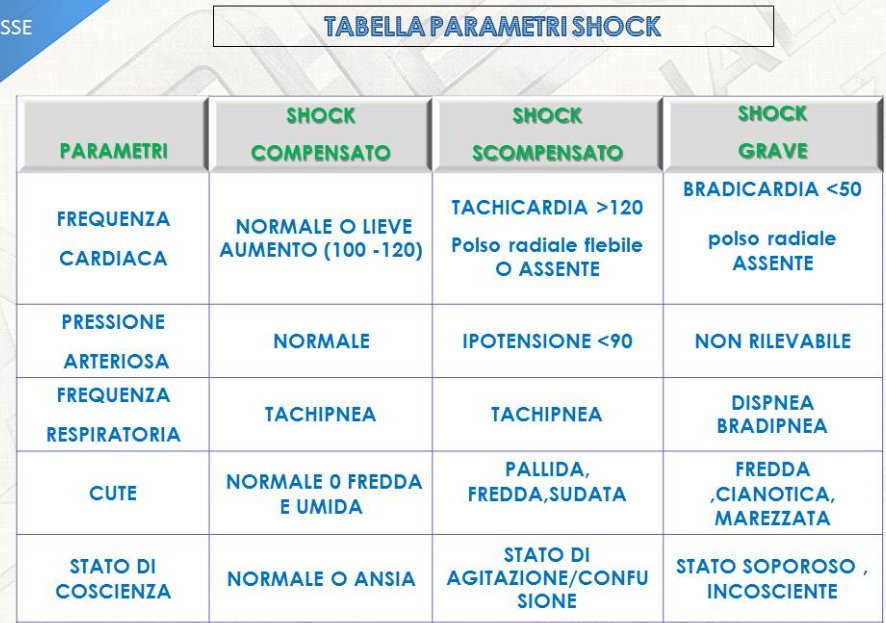 SSE
TABELLA PARAMETRI SHOCK
PARAMETRI
SHOCK
COMPENSATO
SHOCK
SCOMPENSATO
SHOCK
GRAVE
FREQUENZA
CARDIACA
NORMALE O LIEVE
AUMENTO (100 -120)
TACHICARDIA >120
Polso radiale flebile
O ASSENTE
BRADICARDIA <50
polso radiale
ASSENTE
PRESSIONE
ARTERIOSA
NORMALE
IPOTENSIONE <90
NON RILEVABILE
FREQUENZA
RESPIRATORIA
TACHIPNEA
TACHIPNEA
DISPNEA
BRADIPNEA
CUTE
NORMALE 0 FREDDA
E UMIDA
PALLIDA,
FREDDA,SUDATA
FREDDA
,CIANOTICA,
MAREZZATA
STATO DI
COSCIENZA
NORMALE O ANSIA
STATO DI
AGITAZIONE/CONFU
SIONE
STATO SOPOROSO ,
INCOSCIENTE